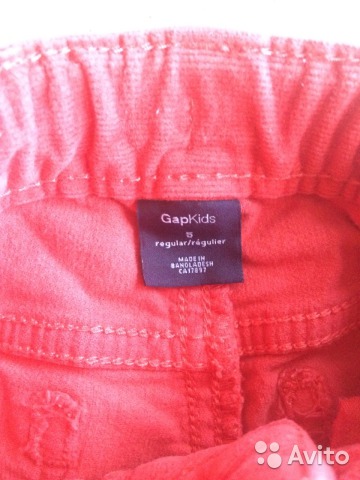 GapKids
5
regular/régulier
MADE IN
BANGLADESH
CA17897
Avito